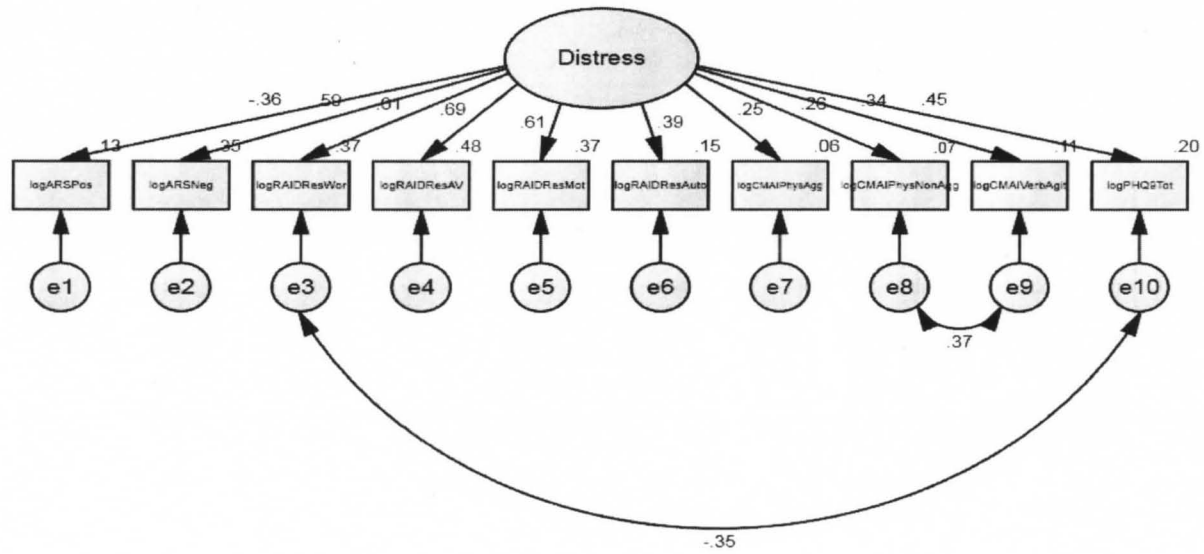 Distress
-.36 .59 .61 .69 .61 .39 .25 .26 .34 .45
.13 .35 .37 .48 .37 .15 .06 .07 .11 .20
logARSPos logARSNeg logRAIDResWor logRAIDResAV logRAIDResMot logRAIDResAuto logCMAIPhysAgg logCMAIPhysNonAgg logCMAIVerbAgit logPHQ9Tot
e1 e2 e3 e4 e5 e6 e7 e8 e9 e10
.37
-.35